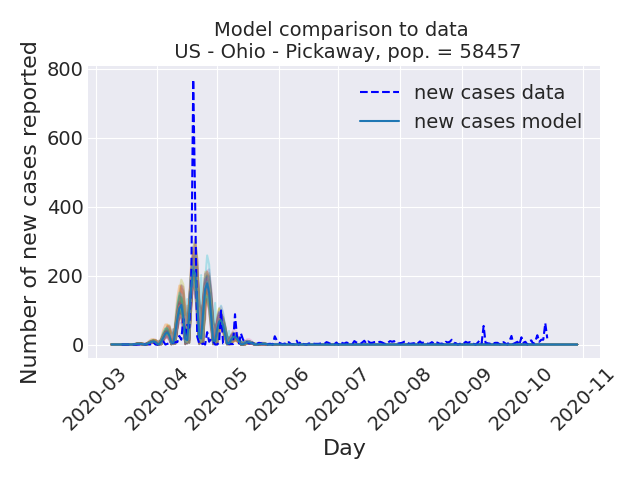 Model comparison to data
US - Ohio - Pickaway, pop. = 58457
Number of new cases reported
800
600
400
200
0
new cases data
new cases model
2020-03
2020-04
2020-05
2020-06
2020-07
2020-08
2020-09
2020-10
2020-11
Day